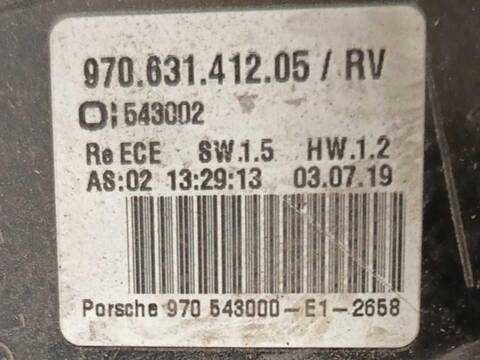 970.631.412.05 / RV
543002
Re ECE SW.1.5 HW.1.2
AS:02 13:29:13 03.07.19
Porsche 970 543000-E1-2658